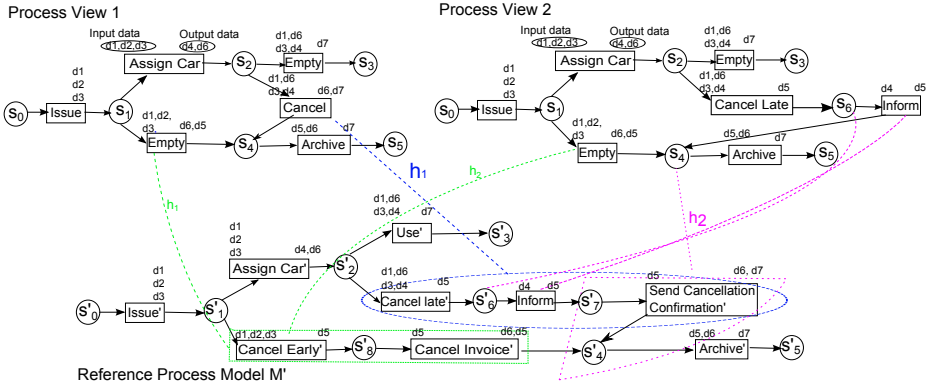 Process View 1
Process View 2
Input data
Output data
d1,d2,d3
d4,d6
d1,d6
d3,d4
d7
Assign Car
S2
Empty
S3
d1
d2
d3
d1,d6
d3,d4
S0
Issue
S1
Cancel
d6,d7
d1,d2,
d3,
d6,d5
d5,d6
d7
Empty
S4
Archive
S5
Input data
Output data
d1,d2,d3
d4,d6
d1,d6
d3,d4
d7
Assign Car
S2
Empty
S3
d1
d2
d3
d1,d6
d3,d4
d5
d4
d5
S0
Issue
S1
Cancel Late
S6
Inform
d1,d2,
d3
d6,d5
d5,d6
d7
Empty
S4
Archive
S5
h1
h1
h2
h2
d1,d6
d3,d4
d7
Use'
S'3
d1
d2
d3
d4,d6
Assign Car'
S'2
d1
d2
d3
S'0
Issue'
S'1
d1,d6
d3,d4
d5
d4
d5
d5
d6, d7
Cancel late'
S'6
Inform
S'7
Send Cancellation
Confirmation'
d1,d2,d3
d5
d5
d6,d5
d5,d6
d7
Cancel Early'
S'8
Cancel Invoice'
S'4
Archive'
S'5
Reference Process Model M'